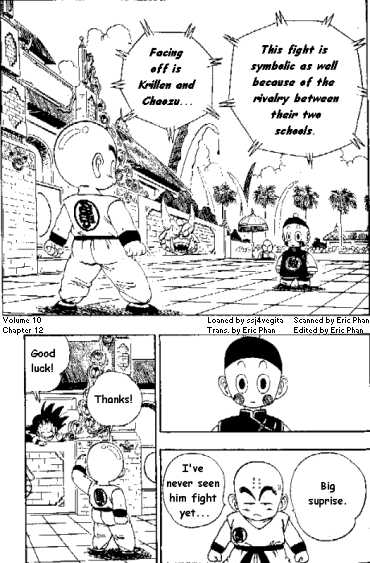 Facing
off is
Krillen and
Chaozu...
This fight is
symbolic as well
because of the
rivalry between
their two
schools.
Volume 10 Loaned by ssj4vegita Scanned by Eric Phan
Chapter 12 Trans. by Eric Phan Edited by Eric Phan
Good
luck!
Thanks!
I've
never seen
him fight
yet...
Big
suprise.